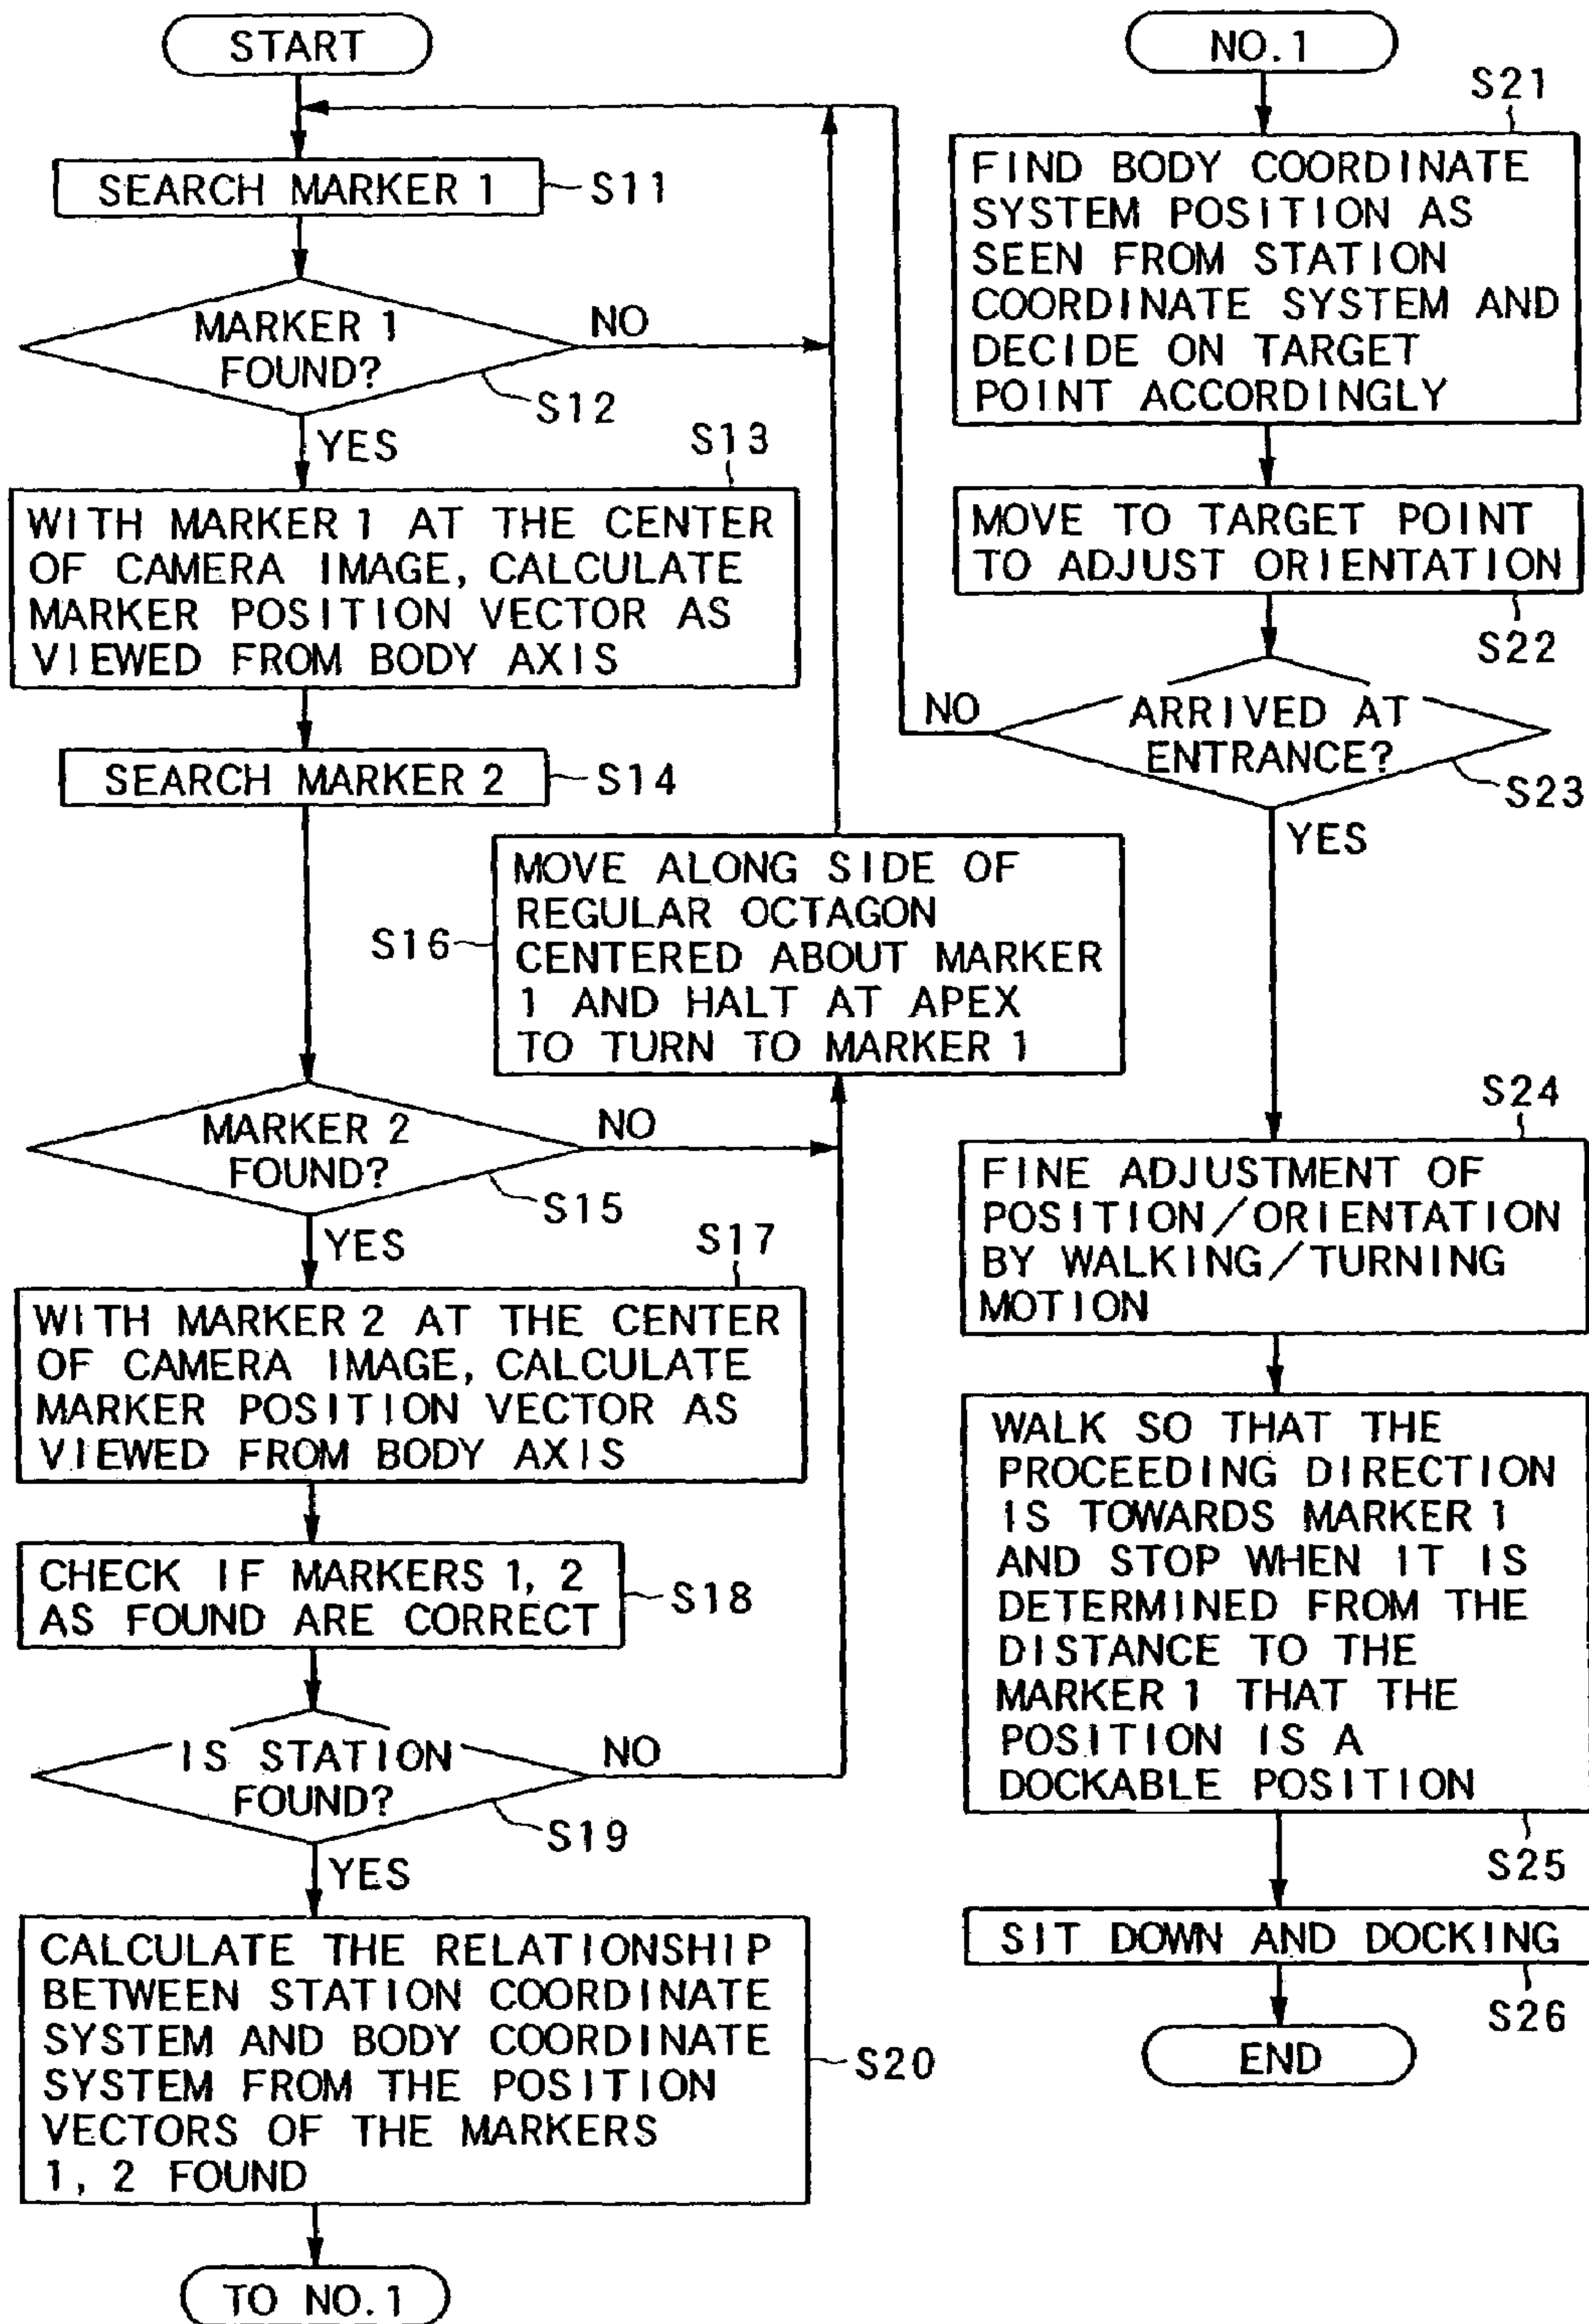 START
SEARCH MARKER 1
S11
MARKER 1
FOUND?
NO
S12
YES
S13
WITH MARKER 1 AT THE CENTER
OF CAMERA IMAGE, CALCULATE
MARKER POSITION VECTOR AS
VIEWED FROM BODY AXIS
SEARCH MARKER 2
S14
MARKER 2
FOUND?
NO
S15
YES
S16
MOVE ALONG SIDE OF
REGULAR OCTAGON
CENTERED ABOUT MARKER
1 AND HALT AT APEX
TO TURN TO MARKER 1
S17
WITH MARKER 2 AT THE CENTER
OF CAMERA IMAGE, CALCULATE
MARKER POSITION VECTOR AS
VIEWED FROM BODY AXIS
CHECK IF MARKERS 1, 2
AS FOUND ARE CORRECT
S18
IS STATION
FOUND?
NO
S19
YES
CALCULATE THE RELATIONSHIP
BETWEEN STATION COORDINATE
SYSTEM AND BODY COORDINATE
SYSTEM FROM THE POSITION
VECTORS OF THE MARKERS
1, 2 FOUND
S20
TO NO.1
NO.1
S21
FIND BODY COORDINATE
SYSTEM POSITION AS
SEEN FROM STATION
COORDINATE SYSTEM AND
DECIDE ON TARGET
POINT ACCORDINGLY
MOVE TO TARGET POINT
TO ADJUST ORIENTATION
S22
ARRIVED AT
ENTRANCE?
NO
S23
YES
S24
FINE ADJUSTMENT OF
POSITION/ORIENTATION
BY WALKING/TURNING
MOTION
WALK SO THAT THE
PROCEEDING DIRECTION
IS TOWARDS MARKER 1
AND STOP WHEN IT IS
DETERMINED FROM THE
DISTANCE TO THE
MARKER 1 THAT THE
POSITION IS A
DOCKABLE POSITION
S25
SIT DOWN AND DOCKING
S26
END